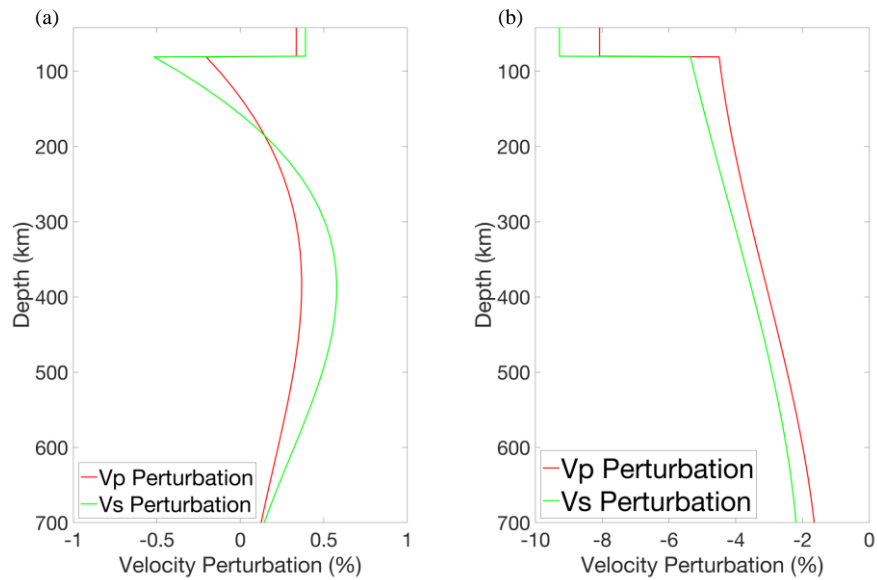 (a)
100
200
300
400
500
600
700
Depth (km)
Vp Perturbation
Vs Perturbation
-1
-0.5
0
0.5
1
Velocity Perturbation (%)
(b)
100
200
300
400
500
600
700
Depth (km)
Vp Perturbation
Vs Perturbation
-10
-8
-6
-4
-2
0
Velocity Perturbation (%)